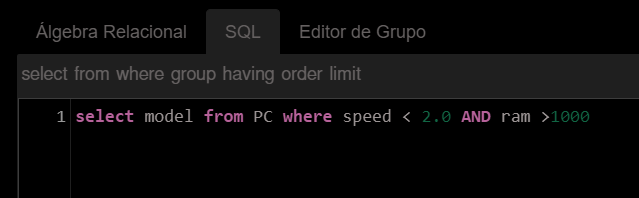 Álgebra Relacional SQL Editor de Grupo
select from where group having order limit
1 select model from PC where speed < 2.0 AND ram >1000